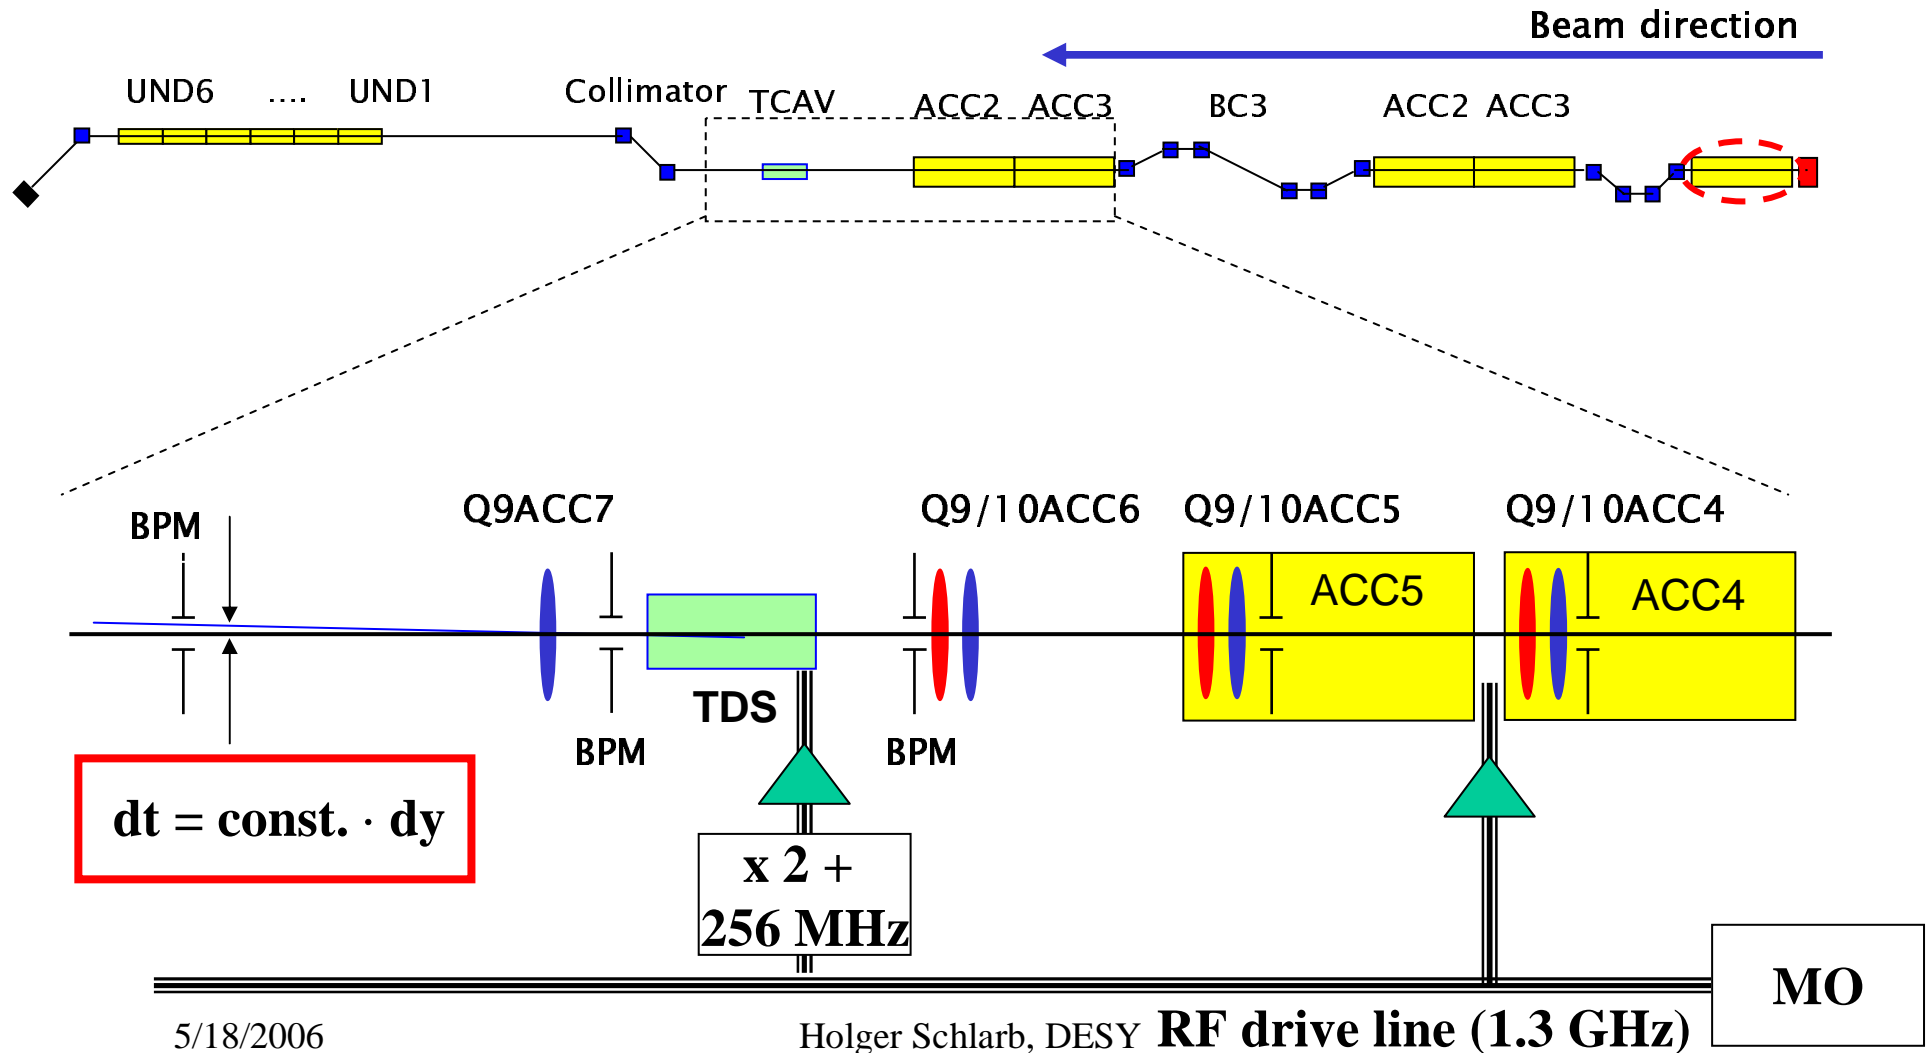 Beam direction
UND6 .... UND1 Collimator TCAV ACC2 ACC3 BC3 ACC2 ACC3
BPM Q9ACC7 Q9/10ACC6 Q9/10ACC5 Q9/10ACC4
ACC5 ACC4
TDS
BPM BPM
dt = const. · dy
x 2 +
256 MHz
MO
5/18/2006 Holger Schlarb, DESY RF drive line (1.3 GHz)